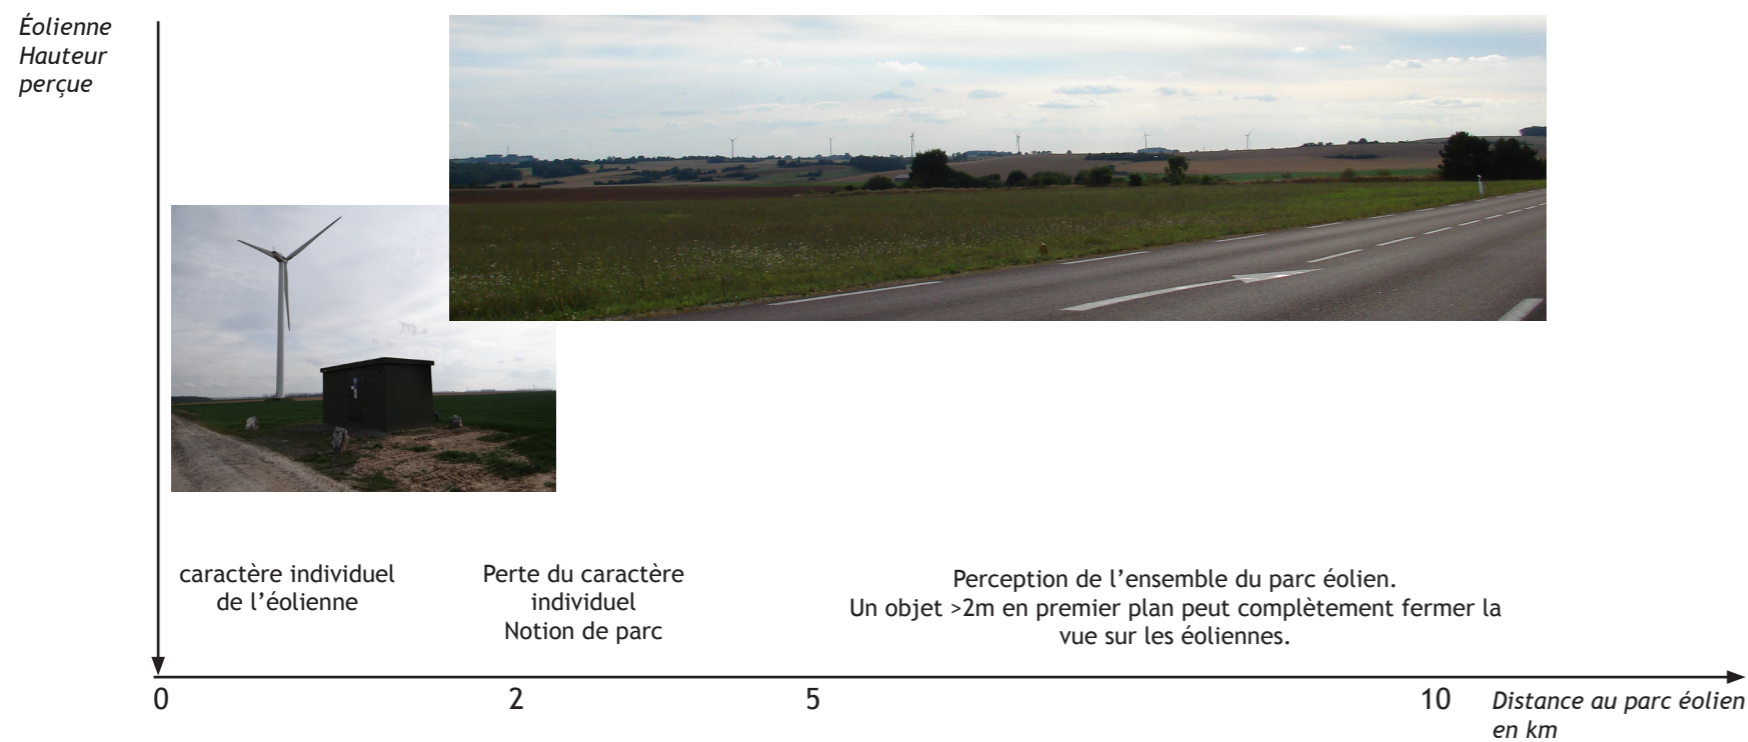 Éolienne
Hauteur
perçue
caractère individuel
de l’éolienne
Perte du caractère
individuel
Notion de parc
Perception de l’ensemble du parc éolien.
Un objet >2m en premier plan peut complètement fermer la
vue sur les éoliennes.
0
2
5
10
Distance au parc éolien
en km